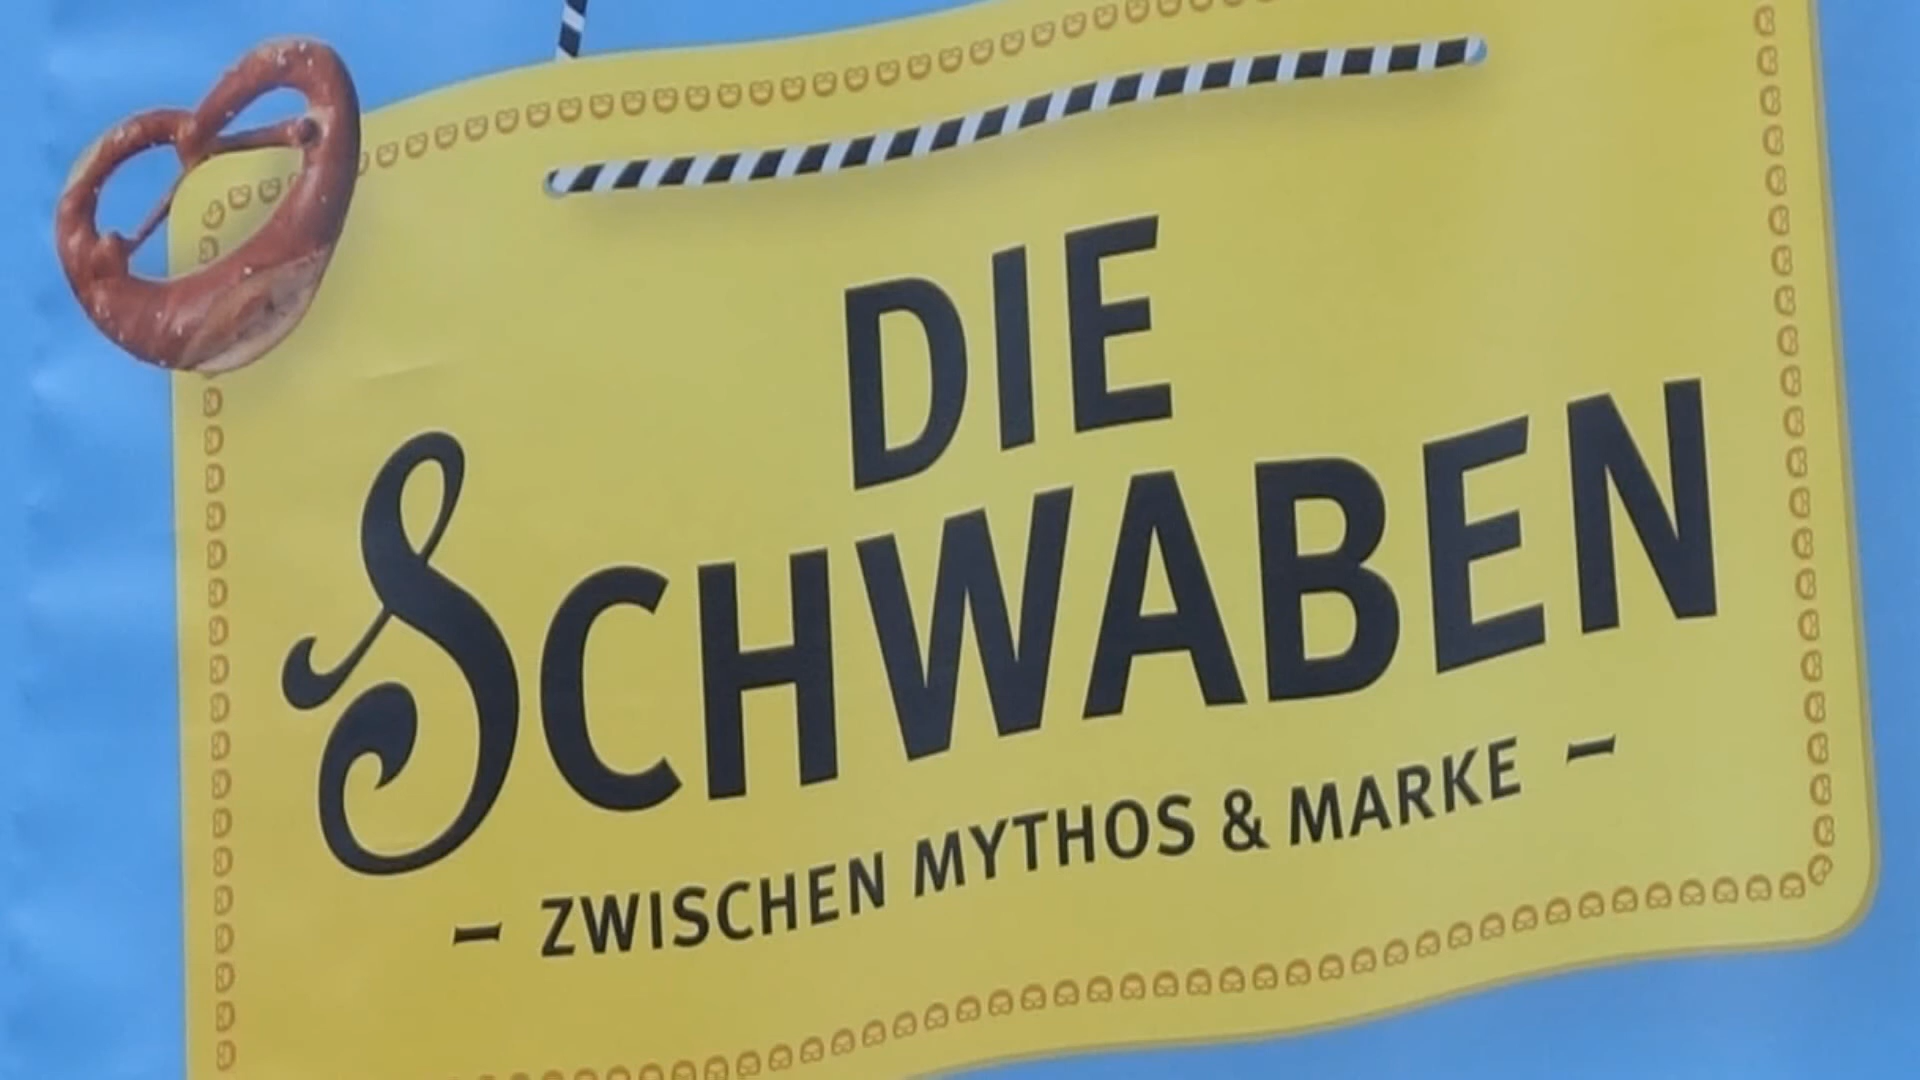 DIE
SCHWABEN
– ZWISCHEN MYTHOS & MARKE –